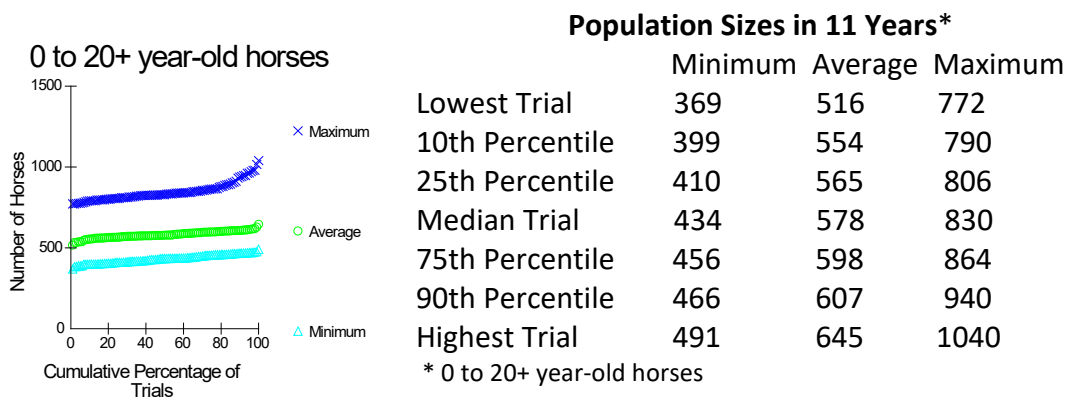 0 to 20+ year-old horses
1500
1000
500
0
Number of Horses
0 20 40 60 80 100
Cumulative Percentage of
Trials
Maximum
Average
Minimum
Population Sizes in 11 Years*
Minimum Average Maximum
Lowest Trial 369 516 772
10th Percentile 399 554 790
25th Percentile 410 565 806
Median Trial 434 578 830
75th Percentile 456 598 864
90th Percentile 466 607 940
Highest Trial 491 645 1040
* 0 to 20+ year-old horses